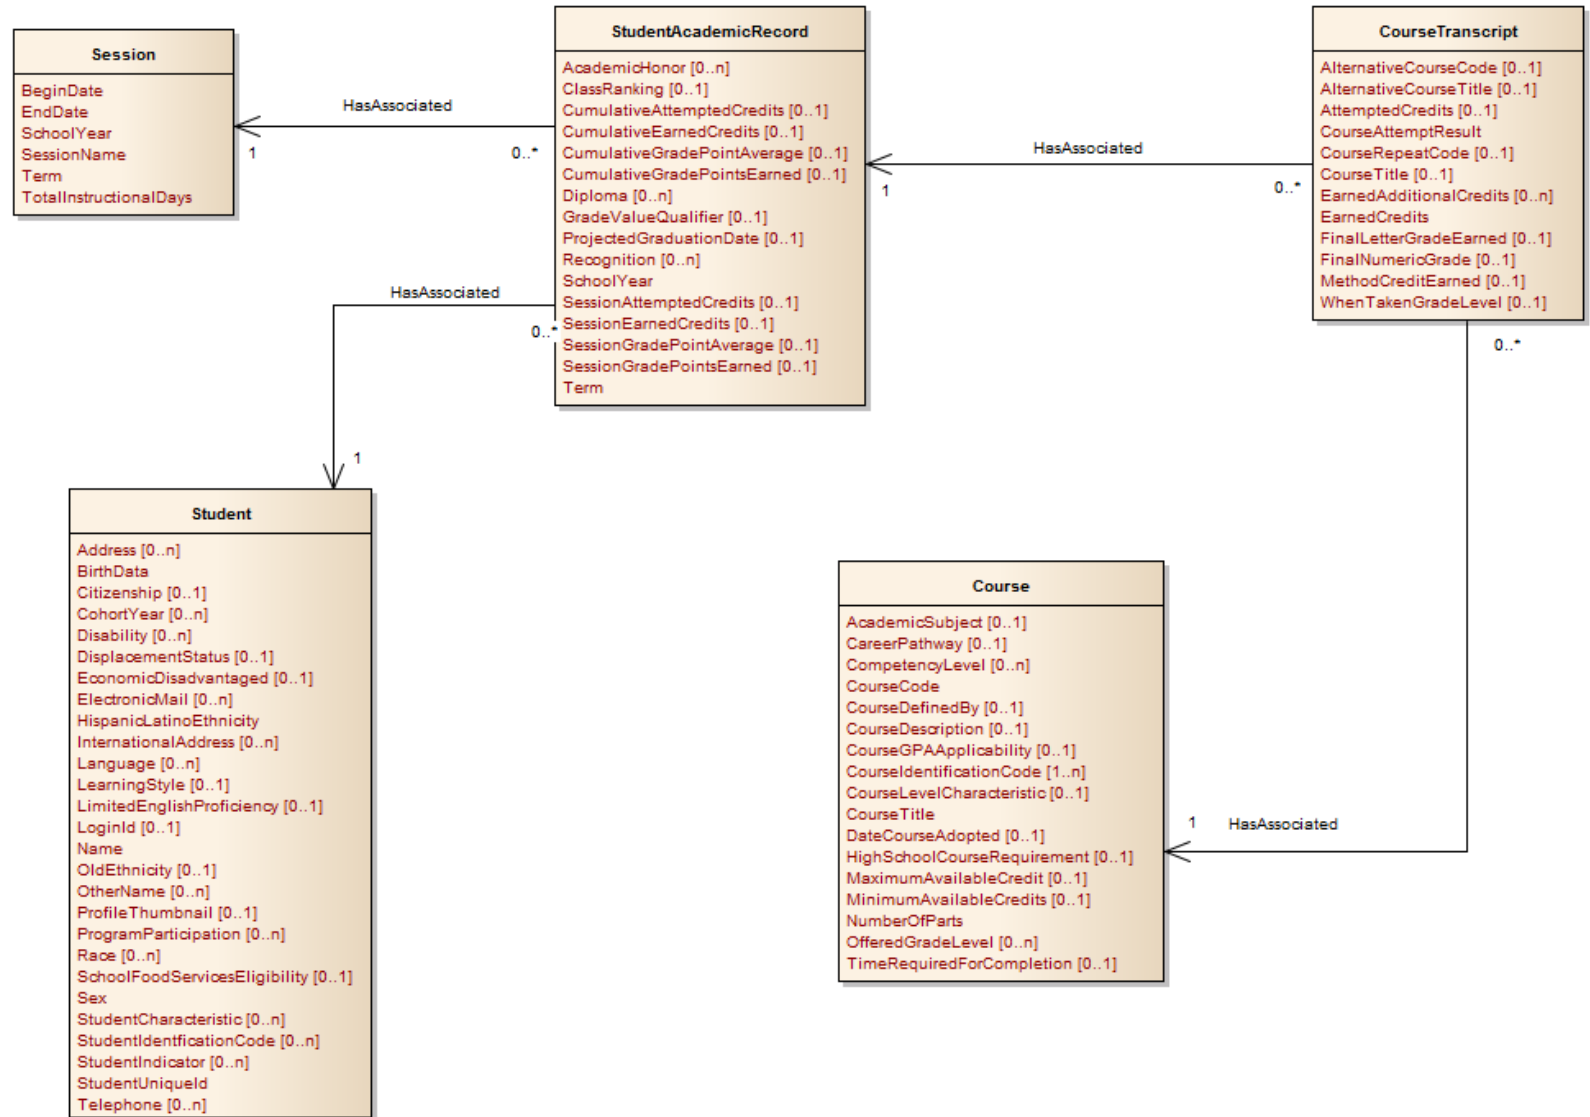 Session
BeginDate
EndDate
SchoolYear
SessionName
Term
TotalInstructionalDays
HasAssociated
1
0..*
StudentAcademicRecord
AcademicHonor [0..n]
ClassRanking [0..1]
CumulativeAttemptedCredits [0..1]
CumulativeEarnedCredits [0..1]
CumulativeGradePointAverage [0..1]
CumulativeGradePointsEarned [0..1]
Diploma [0..n]
GradeValueQualifier [0..1]
ProjectedGraduationDate [0..1]
Recognition [0..n]
SchoolYear
SessionAttemptedCredits [0..1]
SessionEarnedCredits [0..1]
SessionGradePointAverage [0..1]
SessionGradePointsEarned [0..1]
Term
HasAssociated
1
0..*
CourseTranscript
AlternativeCourseCode [0..1]
AlternativeCourseTitle [0..1]
AttemptedCredits [0..1]
CourseAttemptResult
CourseRepeatCode [0..1]
CourseTitle [0..1]
EarnedAdditionalCredits [0..n]
EarnedCredits
FinalLetterGradeEarned [0..1]
FinalNumericGrade [0..1]
MethodCreditEarned [0..1]
WhenTakenGradeLevel [0..1]
0..*
HasAssociated
0..*
1
Student
Address [0..n]
BirthData
Citizenship [0..1]
CohortYear [0..n]
Disability [0..n]
DisplacementStatus [0..1]
EconomicDisadvantaged [0..1]
ElectronicMail [0..n]
HispanicLatinoEthnicity
InternationalAddress [0..n]
Language [0..n]
LearningStyle [0..1]
LimitedEnglishProficiency [0..1]
LoginId [0..1]
Name
OldEthnicity [0..1]
OtherName [0..n]
ProfileThumbnail [0..1]
ProgramParticipation [0..n]
Race [0..n]
SchoolFoodServicesEligibility [0..1]
Sex
StudentCharacteristic [0..n]
StudentIdentficationCode [0..n]
StudentIndicator [0..n]
StudentUniqueId
Telephone [0..n]
Course
AcademicSubject [0..1]
CareerPathway [0..1]
CompetencyLevel [0..n]
CourseCode
CourseDefinedBy [0..1]
CourseDescription [0..1]
CourseGPAApplicability [0..1]
CourseIdentificationCode [1..n]
CourseLevelCharacteristic [0..1]
CourseTitle
DateCourseAdopted [0..1]
HighSchoolCourseRequirement [0..1]
MaximumAvailableCredit [0..1]
MinimumAvailableCredits [0..1]
NumberOfParts
OfferedGradeLevel [0..n]
TimeRequiredForCompletion [0..1]
1
HasAssociated